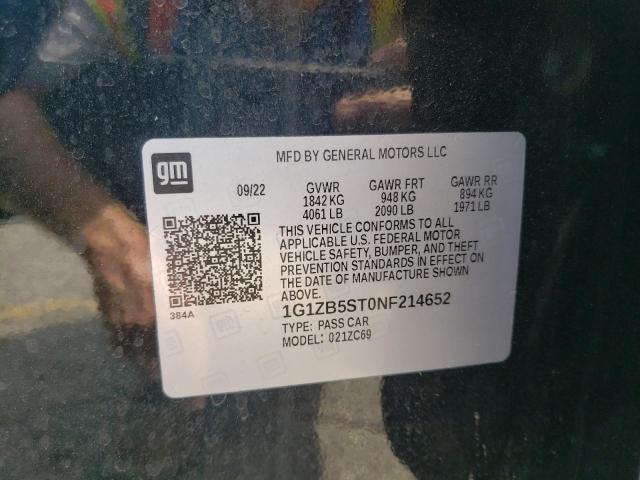 gm
MFD BY GENERAL MOTORS LLC
09/22 GVWR GAWR FRT GAWR RR
1842 KG 948 KG 894 KG
4061 LB 2090 LB 1971 LB
THIS VEHICLE CONFORMS TO ALL
APPLICABLE U.S. FEDERAL MOTOR
VEHICLE SAFETY, BUMPER, AND THEFT
PREVENTION STANDARDS IN EFFECT ON
THE DATE OF MANUFACTURE SHOWN
ABOVE.
384A
1G1ZB5ST0NF214652
TYPE: PASS CAR
MODEL: 021ZC69